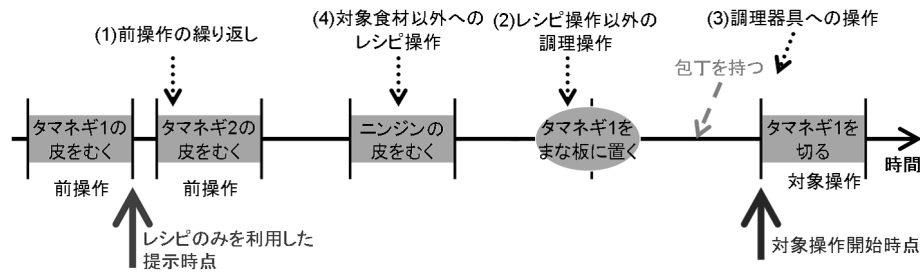 (1)前操作の繰り返し
(4)対象食材以外への
レシピ操作
(2)レシピ操作以外の
調理操作
(3)調理器具への操作
包丁を持つ
タマネギ1の
皮をむく
タマネギ2の
皮をむく
ニンジンの
皮をむく
タマネギ1を
まな板に置く
タマネギ1を
切る
時間
前操作
前操作
対象操作
レシピのみを利用した
提示時点
対象操作開始時点